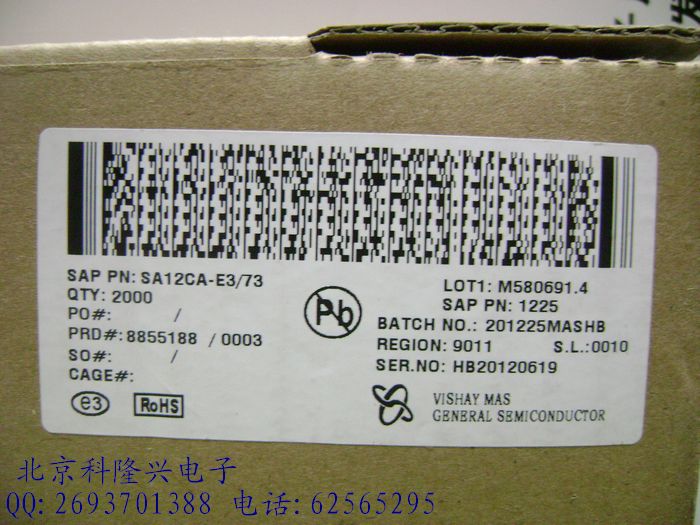 SAP PN: SA12CA-E3/73
QTY: 2000
PO#: /
PRD#: 8855188 / 0003
SO#: /
CAGE#:
e3 RoHS
Pb
LOT1: M580691.4
SAP PN: 1225
BATCH NO.: 201225MASHB
REGION: 9011 S.L.:0010
SER.NO: HB20120619
VISHAY MAS
GENERAL SEMICONDUCTOR
北京科隆兴电子
QQ:2693701388 电话:62565295